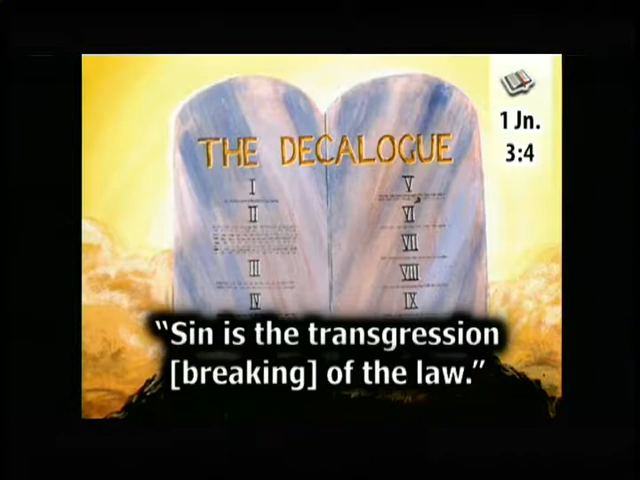 1 Jn.
3:4
THE DECALOGUE
I
II
III
IV
V
VI
VII
VIII
IX
“Sin is the transgression
[breaking] of the law.”